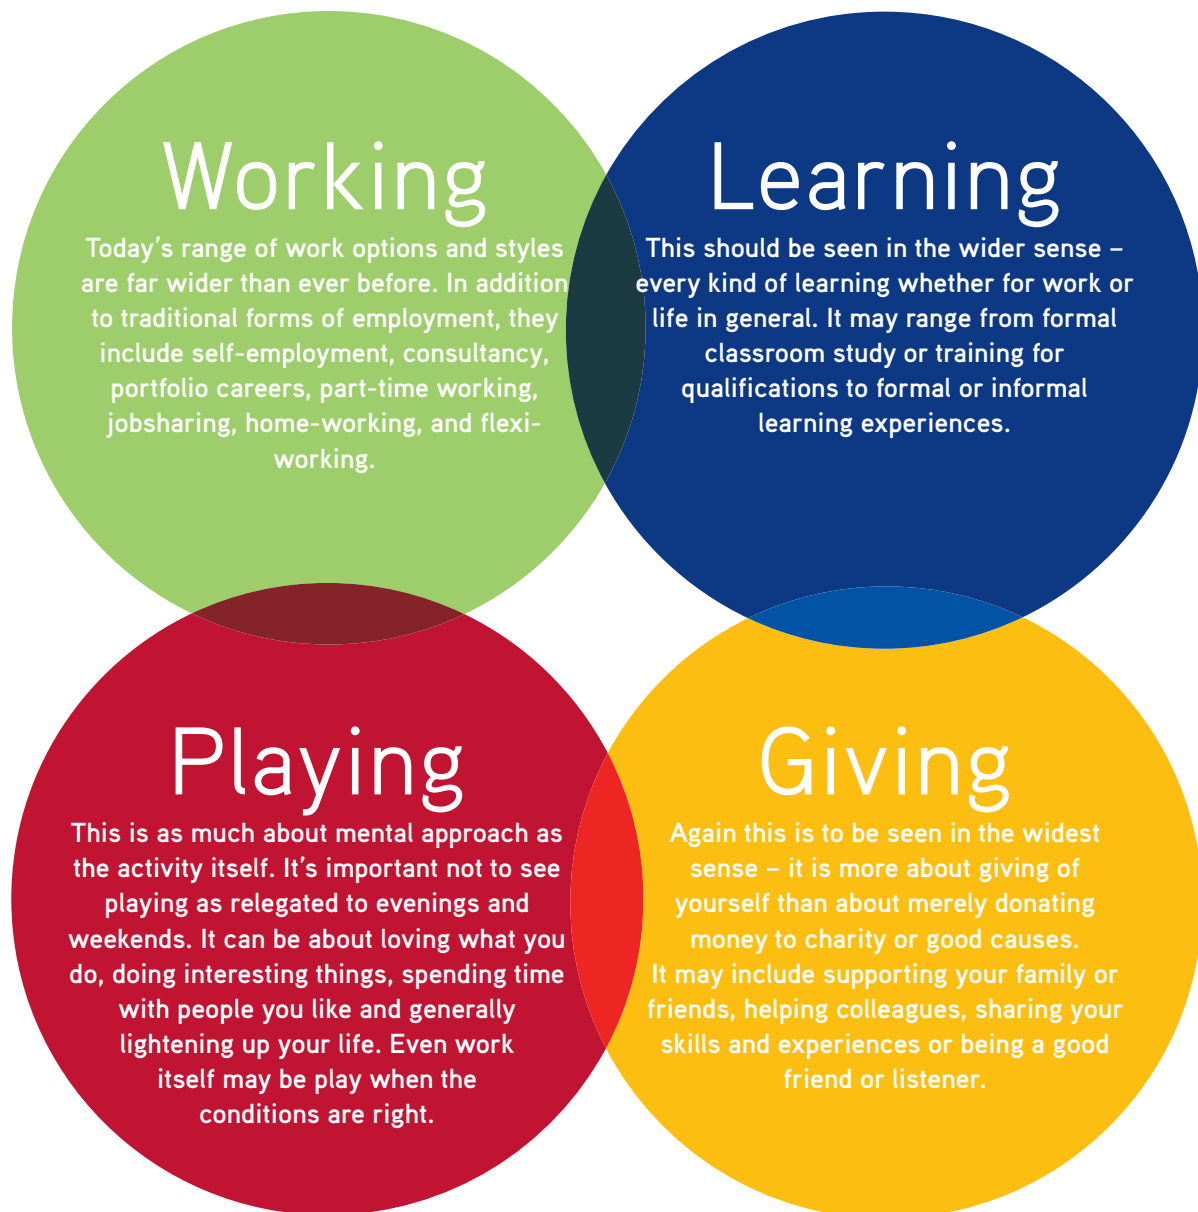 Working
Today’s range of work options and styles
are far wider than ever before. In addition
to traditional forms of employment, they
include self-employment, consultancy,
portfolio careers, part-time working,
jobsharing, home-working, and flexi-
working.
Learning
This should be seen in the wider sense –
every kind of learning whether for work or
life in general. It may range from formal
classroom study or training for
qualifications to formal or informal
learning experiences.
Playing
This is as much about mental approach as
the activity itself. It’s important not to see
playing as relegated to evenings and
weekends. It can be about loving what you
do, doing interesting things, spending time
with people you like and generally
lightening up your life. Even work
itself may be play when the
conditions are right.
Giving
Again this is to be seen in the widest
sense – it is more about giving of
yourself than about merely donating
money to charity or good causes.
It may include supporting your family or
friends, helping colleagues, sharing your
skills and experiences or being a good
friend or listener.